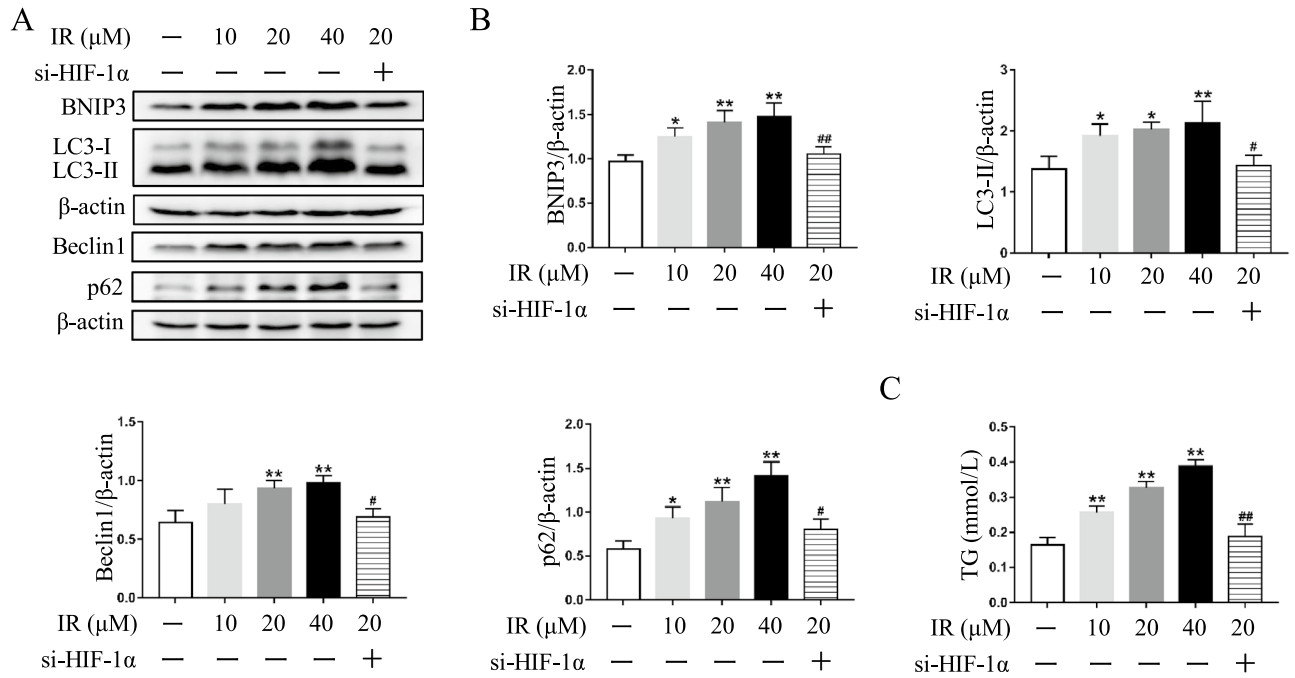 A
IR (μM) — 10 20 40 20
si-HIF-1α — — — — +
BNIP3
LC3-I
LC3-II
β-actin
Beclin1
p62
β-actin
B
BNIP3/β-actin
2.0
1.5
1.0
0.5
0.0
* ** ** ##
IR (μM) — 10 20 40 20
si-HIF-1α — — — — +
LC3-II/β-actin
3
2
1
0
* * ** #
IR (μM) — 10 20 40 20
si-HIF-1α — — — — +
Beclin1/β-actin
1.5
1.0
0.5
0.0
** ** #
IR (μM) — 10 20 40 20
si-HIF-1α — — — — +
p62/β-actin
2.0
1.5
1.0
0.5
0.0
* ** ** #
IR (μM) — 10 20 40 20
si-HIF-1α — — — — +
C
TG (mmol/L)
0.5
0.4
0.3
0.2
0.1
0.0
** ** ** ##
IR (μM) — 10 20 40 20
si-HIF-1α — — — — +